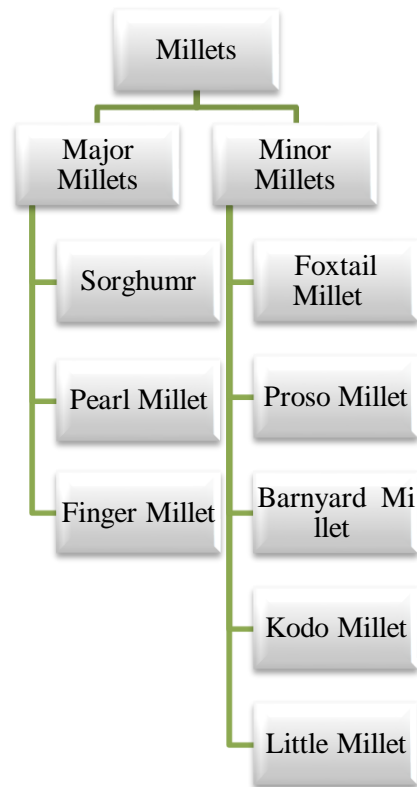 Millets
Major
Millets
Sorghumr
Pearl Millet
Finger Millet
Minor
Millets
Foxtail
Millet
Proso Millet
Barnyard Mi
llet
Kodo Millet
Little Millet